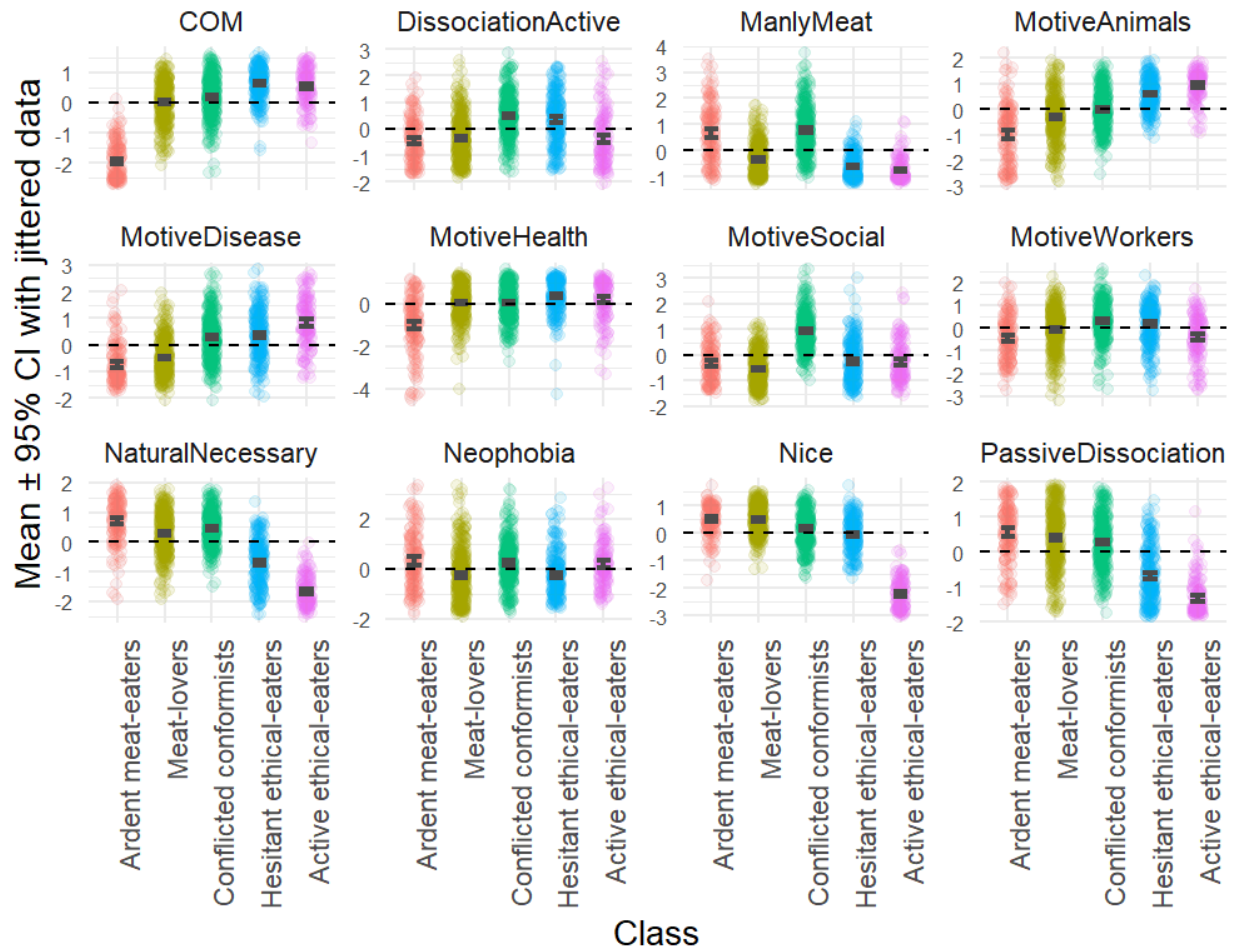 Mean ± 95% CI with jittered data
COM
DissociationActive
ManlyMeat
MotiveAnimals
1
0
-1
-2
3
2
1
0
-1
-2
4
3
2
1
0
-1
2
1
0
-1
-2
-3
MotiveDisease
MotiveHealth
MotiveSocial
MotiveWorkers
3
2
1
0
-1
-2
0
-2
-4
3
2
1
0
-1
-2
2
1
0
-1
-2
-3
NaturalNecessary
Neophobia
Nice
PassiveDissociation
2
1
0
-1
-2
2
0
-2
1
0
-1
-2
-3
2
1
0
-1
-2
Ardent meat-eaters
Meat-lovers
Conflicted conformists
Hesitant ethical-eaters
Active ethical-eaters
Ardent meat-eaters
Meat-lovers
Conflicted conformists
Hesitant ethical-eaters
Active ethical-eaters
Ardent meat-eaters
Meat-lovers
Conflicted conformists
Hesitant ethical-eaters
Active ethical-eaters
Ardent meat-eaters
Meat-lovers
Conflicted conformists
Hesitant ethical-eaters
Active ethical-eaters
Class